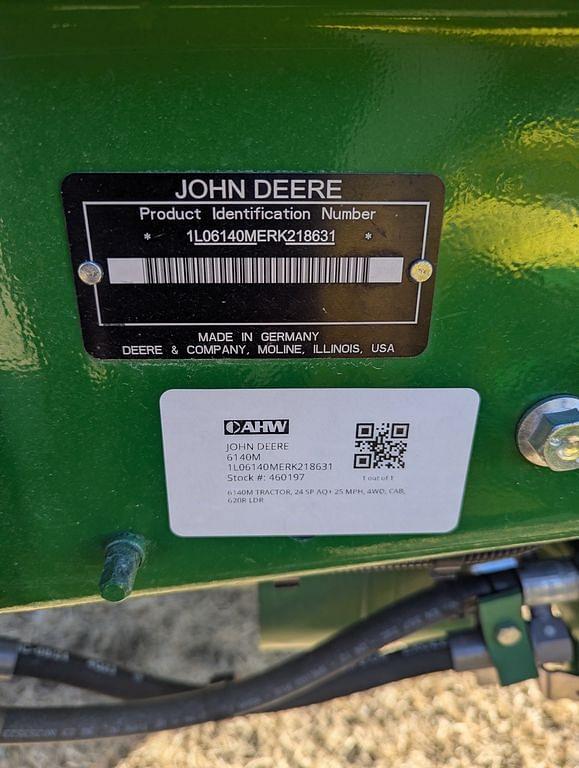 JOHN DEERE
Product Identification Number
* 1L06140MERK218631 *
MADE IN GERMANY
DEERE & COMPANY, MOLINE, ILLINOIS, USA
AHW
JOHN DEERE
6140M
1L06140MERK218631
Stock #: 460197
1 out of 1
6140M TRACTOR, 24 SP AQ+ 25 MPH, 4WD, CAB,
620R LDR